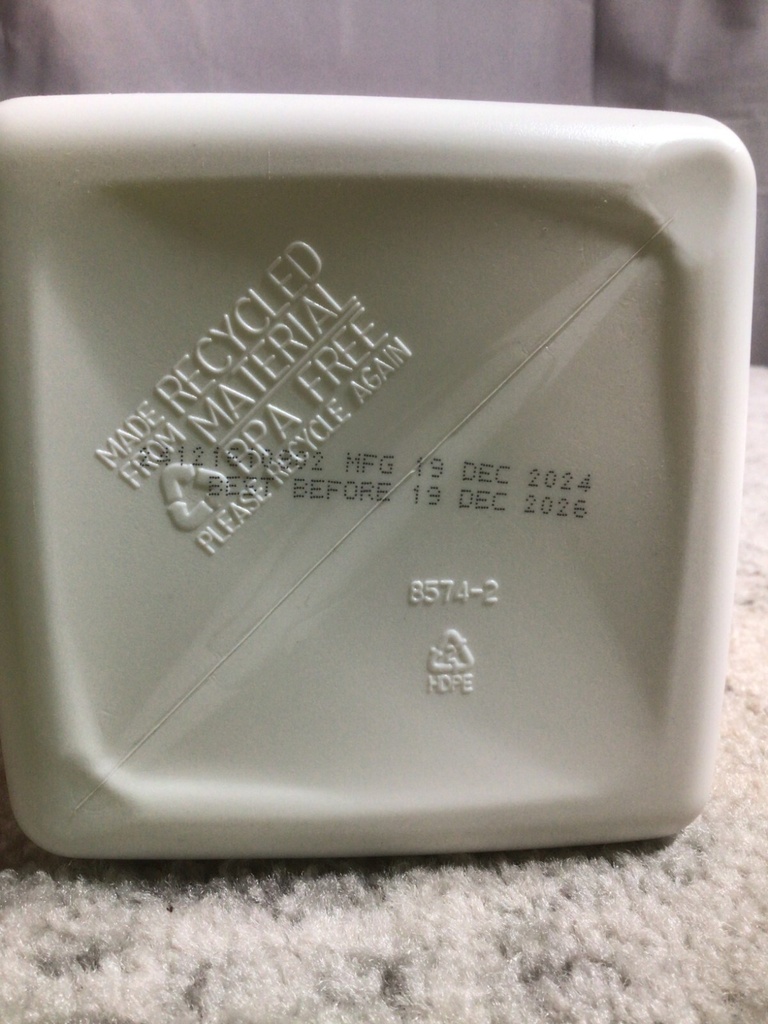 MADE RECYCLED
FROM MATERIAL
BPA FREE
PLEASE RECYCLE AGAIN
MFG 19 DEC 2024
BEST BEFORE 19 DEC 2026
8574-2
2
HDPE